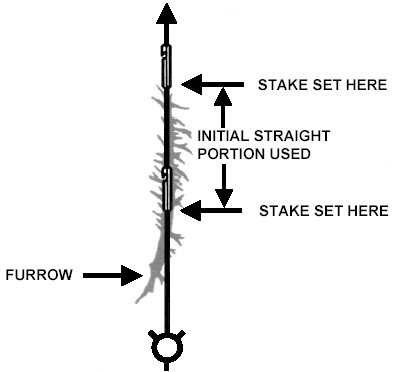 STAKE SET HERE
INITIAL STRAIGHT
PORTION USED
STAKE SET HERE
FURROW